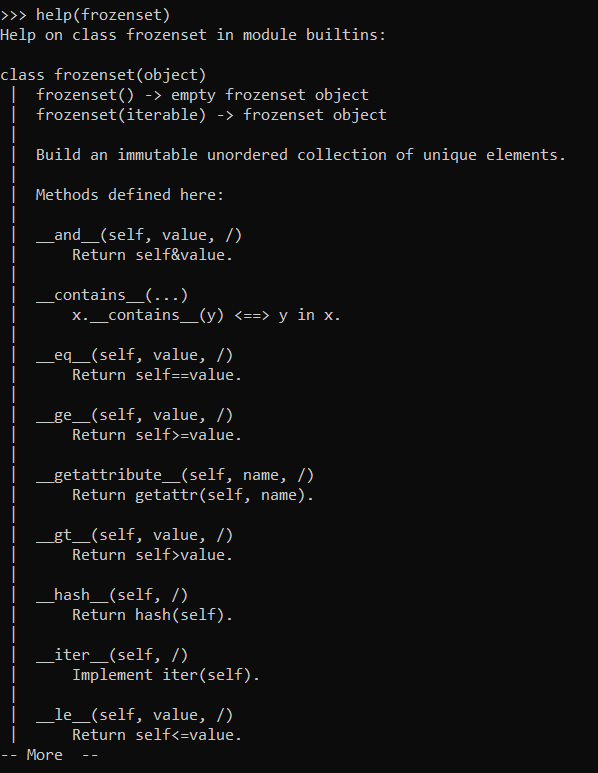 >>> help(frozenset)
Help on class frozenset in module builtins:

class frozenset(object)
 |  frozenset() -> empty frozenset object
 |  frozenset(iterable) -> frozenset object
 |
 |  Build an immutable unordered collection of unique elements.
 |
 |  Methods defined here:
 |
 |  __and__(self, value, /)
 |      Return self&value.
 |
 |  __contains__(...)
 |      x.__contains__(y) <==> y in x.
 |
 |  __eq__(self, value, /)
 |      Return self==value.
 |
 |  __ge__(self, value, /)
 |      Return self>=value.
 |
 |  __getattribute__(self, name, /)
 |      Return getattr(self, name).
 |
 |  __gt__(self, value, /)
 |      Return self>value.
 |
 |  __hash__(self, /)
 |      Return hash(self).
 |
 |  __iter__(self, /)
 |      Implement iter(self).
 |
 |  __le__(self, value, /)
 |      Return self<=value.
-- More  --